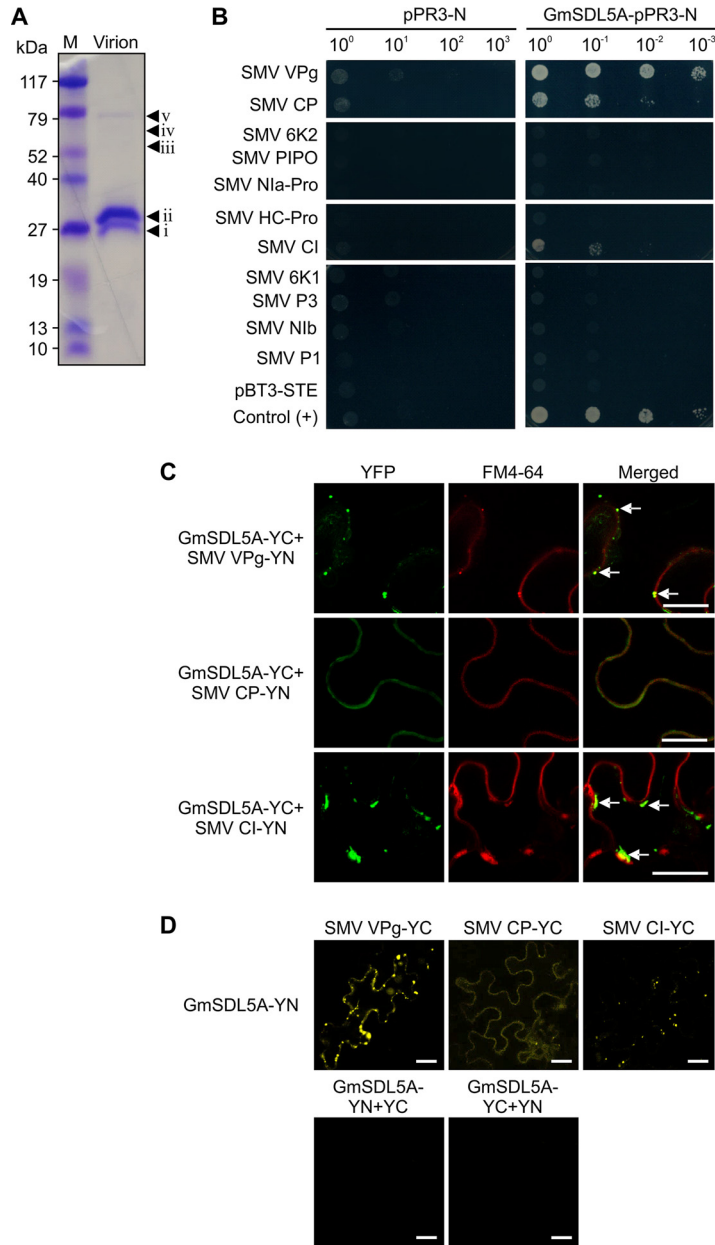 A
kDa M Virion
117
79
52
40
27
19
13
10
v
iv
iii
ii
i
B
pPR3-N GmSDL5A-pPR3-N
10⁰ 10¹ 10² 10³ 10⁰ 10⁻¹ 10⁻² 10⁻³
SMV VPg
SMV CP
SMV 6K2
SMV PIPO
SMV NIa-Pro
SMV HC-Pro
SMV CI
SMV 6K1
SMV P3
SMV NIb
SMV P1
pBT3-STE
Control (+)
C
YFP FM4-64 Merged
GmSDL5A-YC+
SMV VPg-YN
GmSDL5A-YC+
SMV CP-YN
GmSDL5A-YC+
SMV CI-YN
D
SMV VPg-YC SMV CP-YC SMV CI-YC
GmSDL5A-YN
GmSDL5A-
YN+YC
GmSDL5A-
YC+YN